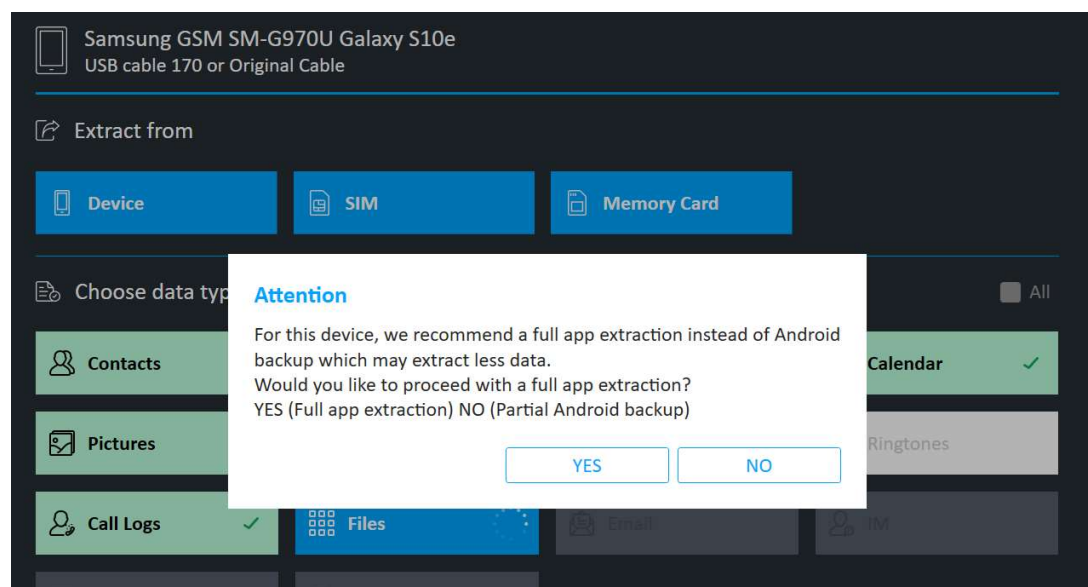 Samsung GSM SM-G970U Galaxy S10e
USB cable 170 or Original Cable
Extract from
Device
SIM
Memory Card
Choose data typ
All
Attention
For this device, we recommend a full app extraction instead of Android
backup which may extract less data.
Would you like to proceed with a full app extraction?
YES (Full app extraction) NO (Partial Android backup)
YES
NO
Contacts
Calendar
Pictures
Ringtones
Call Logs
Files
Email
IM